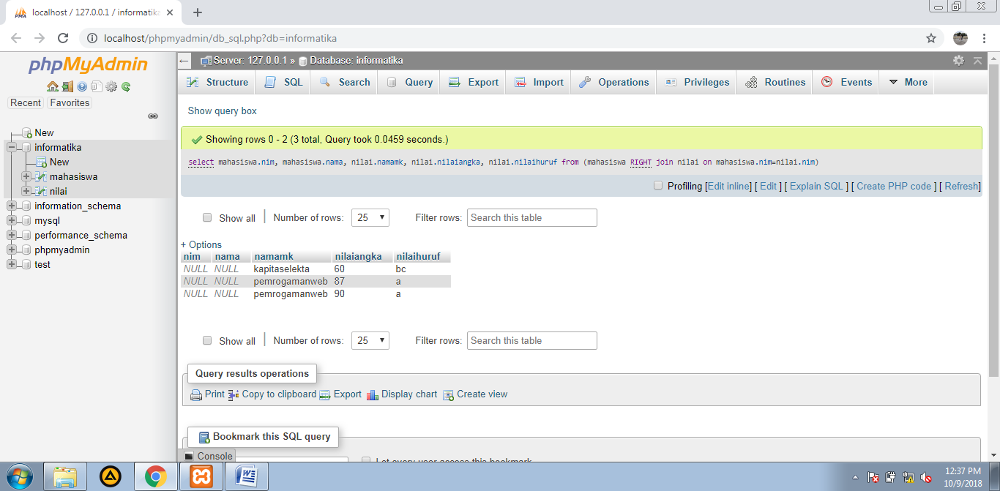 localhost / 127.0.0.1 / informatika
localhost/phpmyadmin/db_sql.php?db=informatika
phpMyAdmin
Recent Favorites
New
informatika
New
mahasiswa
nilai
information_schema
mysql
performance_schema
phpmyadmin
test
Server: 127.0.0.1 » Database: informatika
Structure SQL Search Query Export Import Operations Privileges Routines Events More
Show query box
Showing rows 0 - 2 (3 total, Query took 0.0459 seconds.)
select mahasiswa.nim, mahasiswa.nama, nilai.namamk, nilai.nilaiangka, nilai.nilaihuruf from (mahasiswa RIGHT join nilai on mahasiswa.nim=nilai.nim)
Profiling [Edit inline] [ Edit ] [ Explain SQL ] [ Create PHP code ] [ Refresh]
Show all Number of rows: 25 Filter rows: Search this table
+ Options
nim nama namamk nilaiangka nilaihuruf
NULL NULL kapitaselekta 60 bc
NULL NULL pemrogamanweb 87 a
NULL NULL pemrogamanweb 90 a
Show all Number of rows: 25 Filter rows: Search this table
Query results operations
Print Copy to clipboard Export Display chart Create view
Bookmark this SQL query
Console
Let every user access this bookmark
12:37 PM
10/9/2018